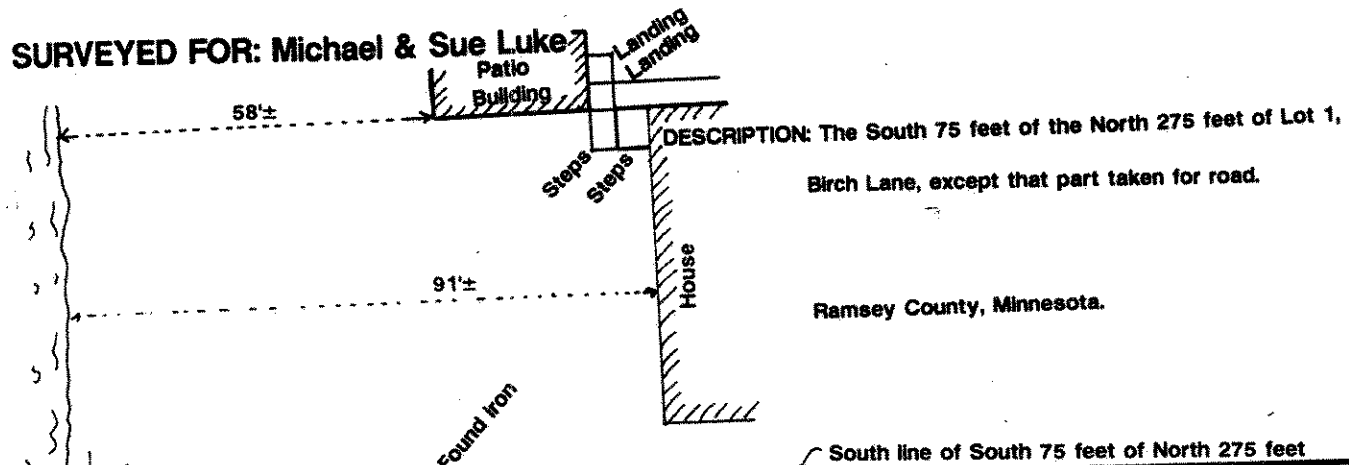 SURVEYED FOR: Michael & Sue Luke
Landing
Landing
Patio
Building
58'±
DESCRIPTION: The South 75 feet of the North 275 feet of Lot 1,
Steps
Steps
Birch Lane, except that part taken for road.
House
91'±
Ramsey County, Minnesota.
Found Iron
South line of South 75 feet of North 275 feet